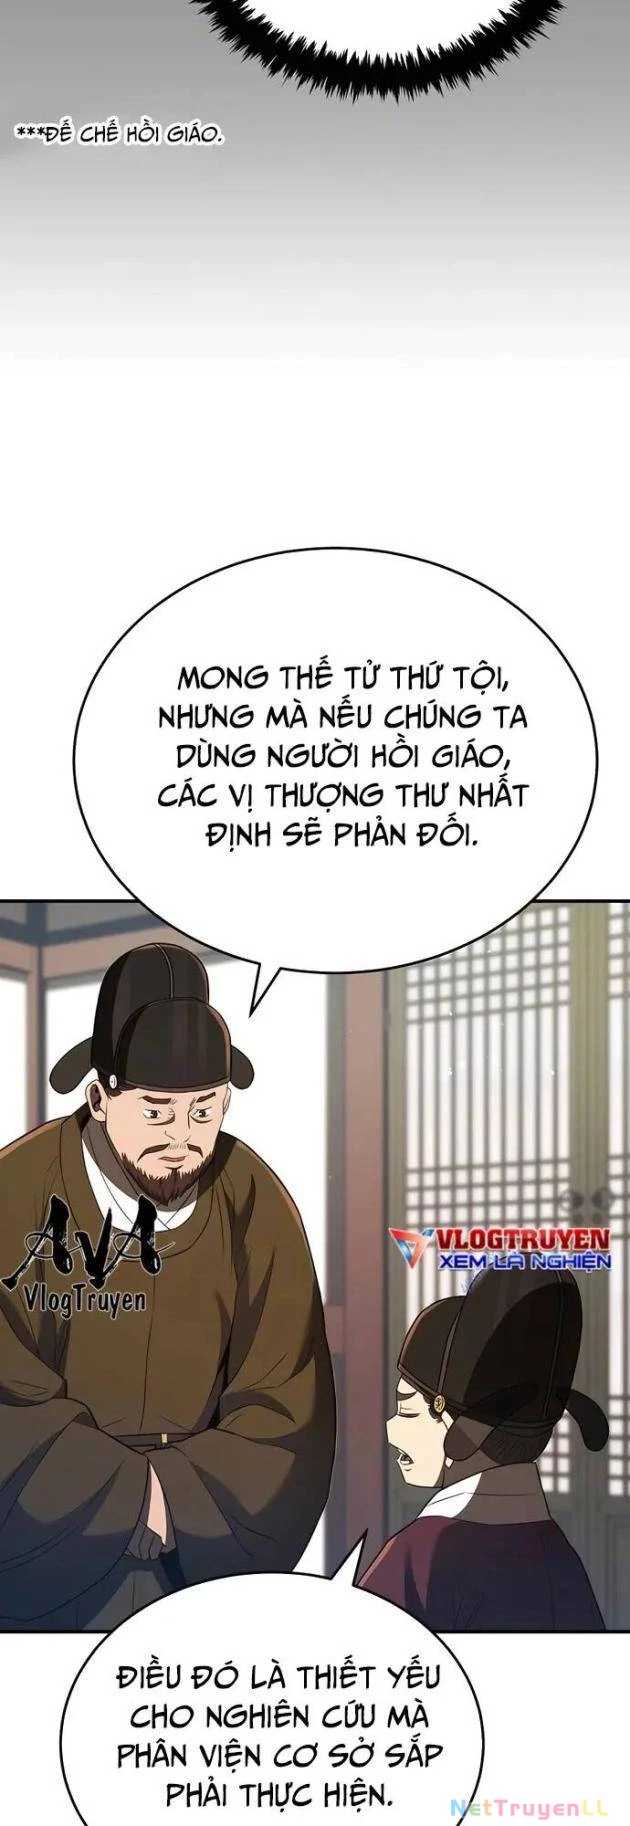 ***ĐẾ CHẾ HỒI GIÁO.
MONG THẾ TỬ THỨ TỘI,
NHƯNG MÀ NẾU CHÚNG TA
DÙNG NGƯỜI HỒI GIÁO,
CÁC VỊ THƯỢNG THƯ NHẤT
ĐỊNH SẼ PHẢN ĐỐI.
AVA
VlogTruyen
VLOGTRUYEN
XEM LÀ NGHIỆN
ĐIỀU ĐÓ LÀ THIẾT YẾU
CHO NGHIÊN CỨU MÀ
PHÂN VIỆN CƠ SỞ SẮP
PHẢI THỰC HIỆN.
NetTruyenLL